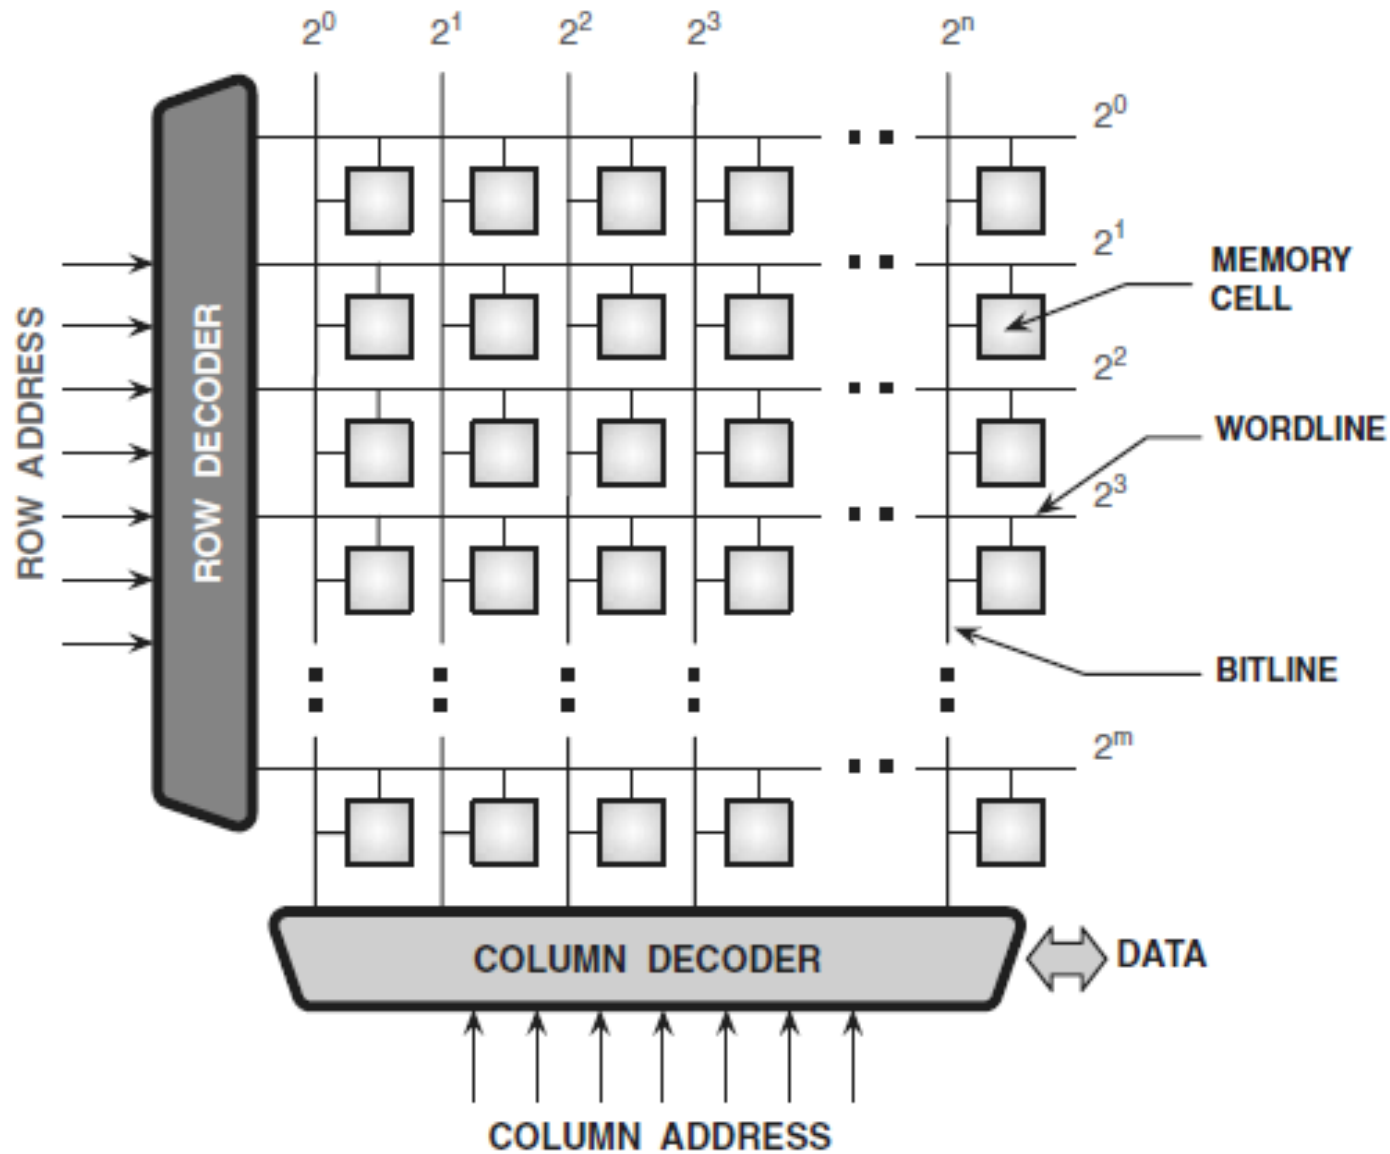 2⁰ 2¹ 2² 2³ 2ⁿ
2⁰
2¹
MEMORY
CELL
2²
WORDLINE
2³
ROW ADDRESS
ROW DECODER
BITLINE
2ᵐ
COLUMN DECODER
DATA
COLUMN ADDRESS